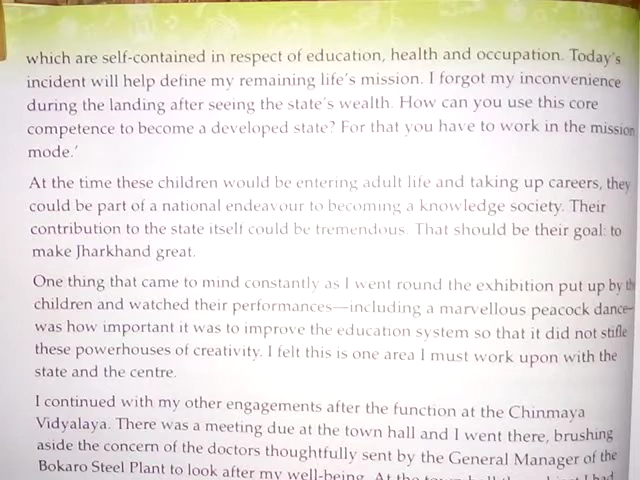 which are self-contained in respect of education, health and occupation. Today's
incident will help define my remaining life's mission. I forgot my inconvenience
during the landing after seeing the state's wealth. How can you use this core
competence to become a developed state? For that you have to work in the mission
mode.'
At the time these children would be entering adult life and taking up careers, they
could be part of a national endeavour to becoming a knowledge society. Their
contribution to the state itself could be tremendous. That should be their goal: to
make Jharkhand great.
One thing that came to mind constantly as I went round the exhibition put up by the
children and watched their performances—including a marvellous peacock dance—
was how important it was to improve the education system so that it did not stifle
these powerhouses of creativity. I felt this is one area I must work upon with the
state and the centre.
I continued with my other engagements after the function at the Chinmaya
Vidyalaya. There was a meeting due at the town hall and I went there, brushing
aside the concern of the doctors thoughtfully sent by the General Manager of the
Bokaro Steel Plant to look after my well-being. At the